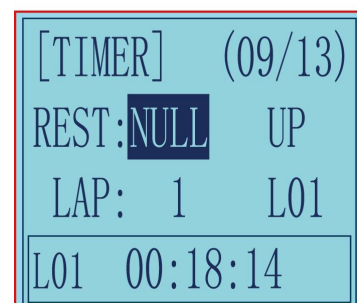 [TIMER] (09/13)
REST:NULL UP
LAP: 1 L01
L01 00:18:14